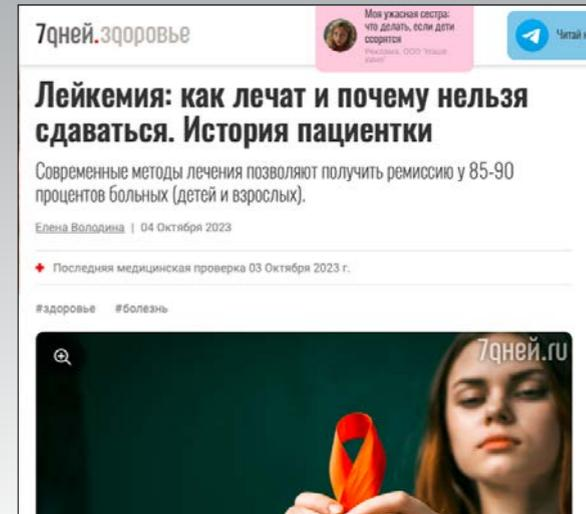 7дней.здоровье
Моя ужасная сестра:
что делать, если дети
ссорятся
Реклама. ООО "Наше
кино"
Читай
Лейкемия: как лечат и почему нельзя
сдаваться. История пациентки
Современные методы лечения позволяют получить ремиссию у 85-90
процентов больных (детей и взрослых).
Елена Володина | 04 Октября 2023
Последняя медицинская проверка 03 Октября 2023 г.
#здоровье #болезнь
7дней.ru